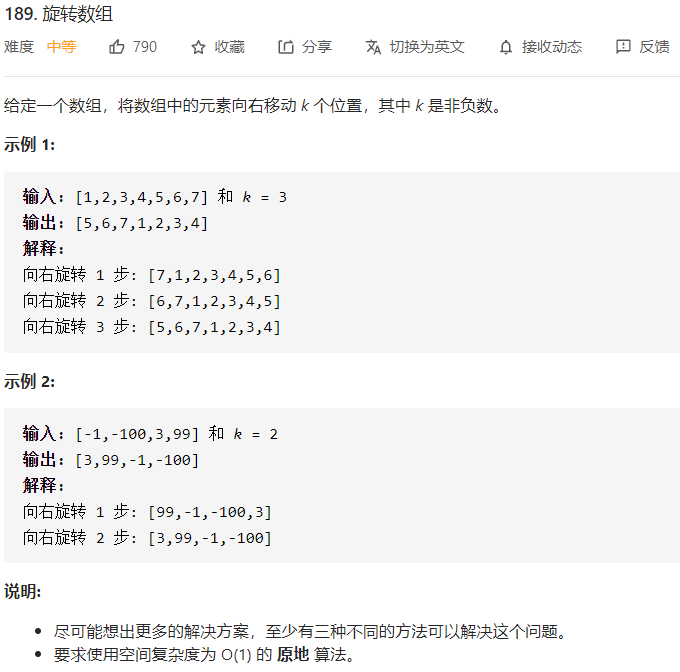 189. 旋转数组
难度 中等 790 收藏 分享 切换为英文 接收动态 反馈
给定一个数组，将数组中的元素向右移动 k 个位置，其中 k 是非负数。
示例 1:
输入: [1,2,3,4,5,6,7] 和 k = 3
输出: [5,6,7,1,2,3,4]
解释:
向右旋转 1 步: [7,1,2,3,4,5,6]
向右旋转 2 步: [6,7,1,2,3,4,5]
向右旋转 3 步: [5,6,7,1,2,3,4]
示例 2:
输入: [-1,-100,3,99] 和 k = 2
输出: [3,99,-1,-100]
解释:
向右旋转 1 步: [99,-1,-100,3]
向右旋转 2 步: [3,99,-1,-100]
说明:
• 尽可能想出更多的解决方案，至少有三种不同的方法可以解决这个问题。
• 要求使用空间复杂度为 O(1) 的 原地 算法。